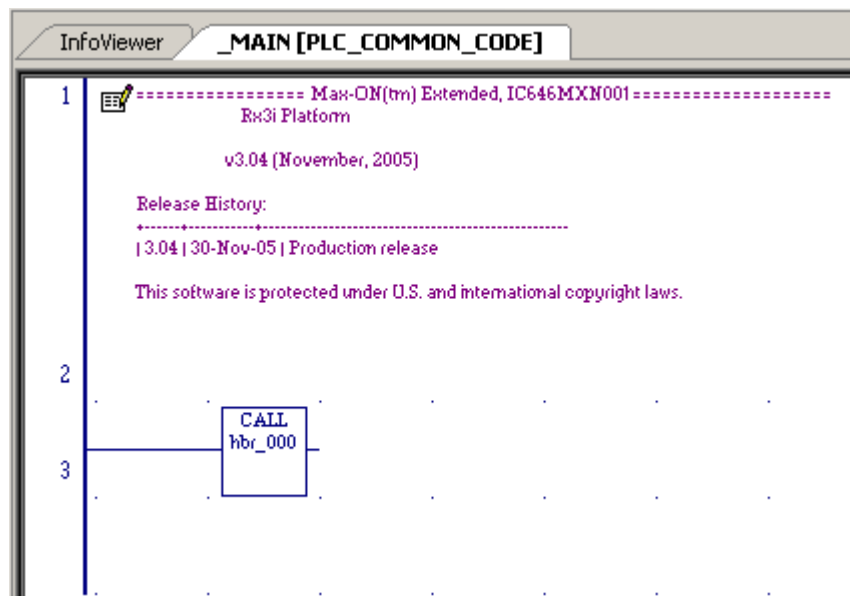 InfoViewer _MAIN [PLC_COMMON_CODE]
1 ================= Max-ON(tm) Extended, IC646MXN001====================
Rx3i Platform
v3.04 (November, 2005)
Release History:
+------+-----------+--------------------------------------------------
| 3.04 | 30-Nov-05 | Production release
This software is protected under U.S. and international copyright laws.
2
CALL
hbr_000
3